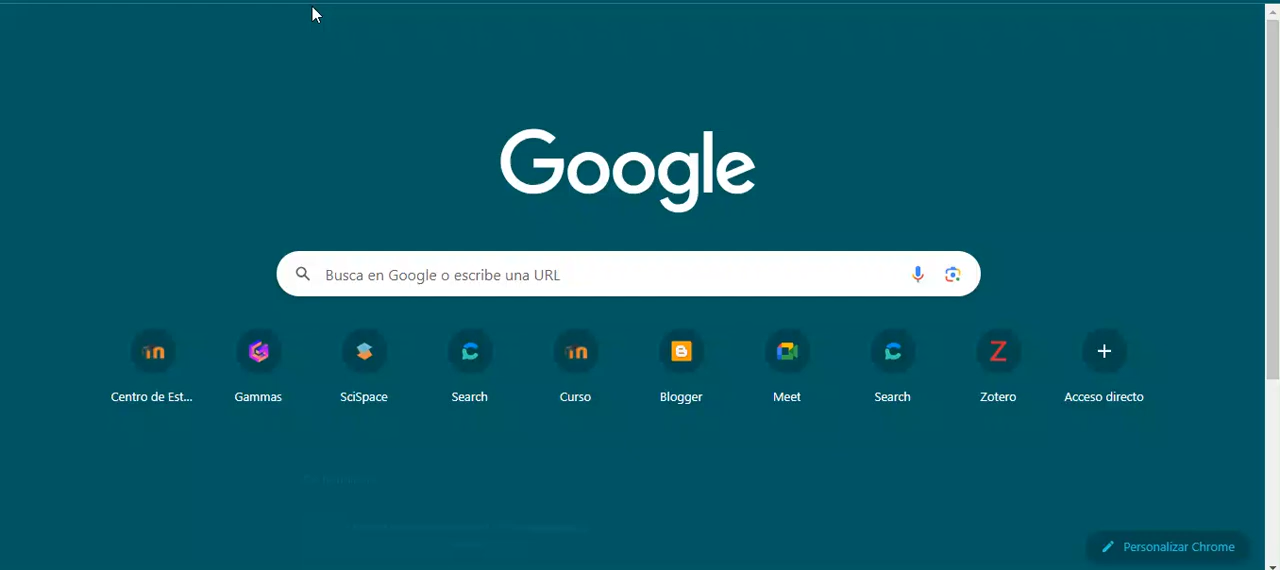 Google
Busca en Google o escribe una URL
Centro de Est...
Gammas
SciSpace
Search
Curso
Blogger
Meet
Search
Zotero
Acceso directo
Personalizar Chrome